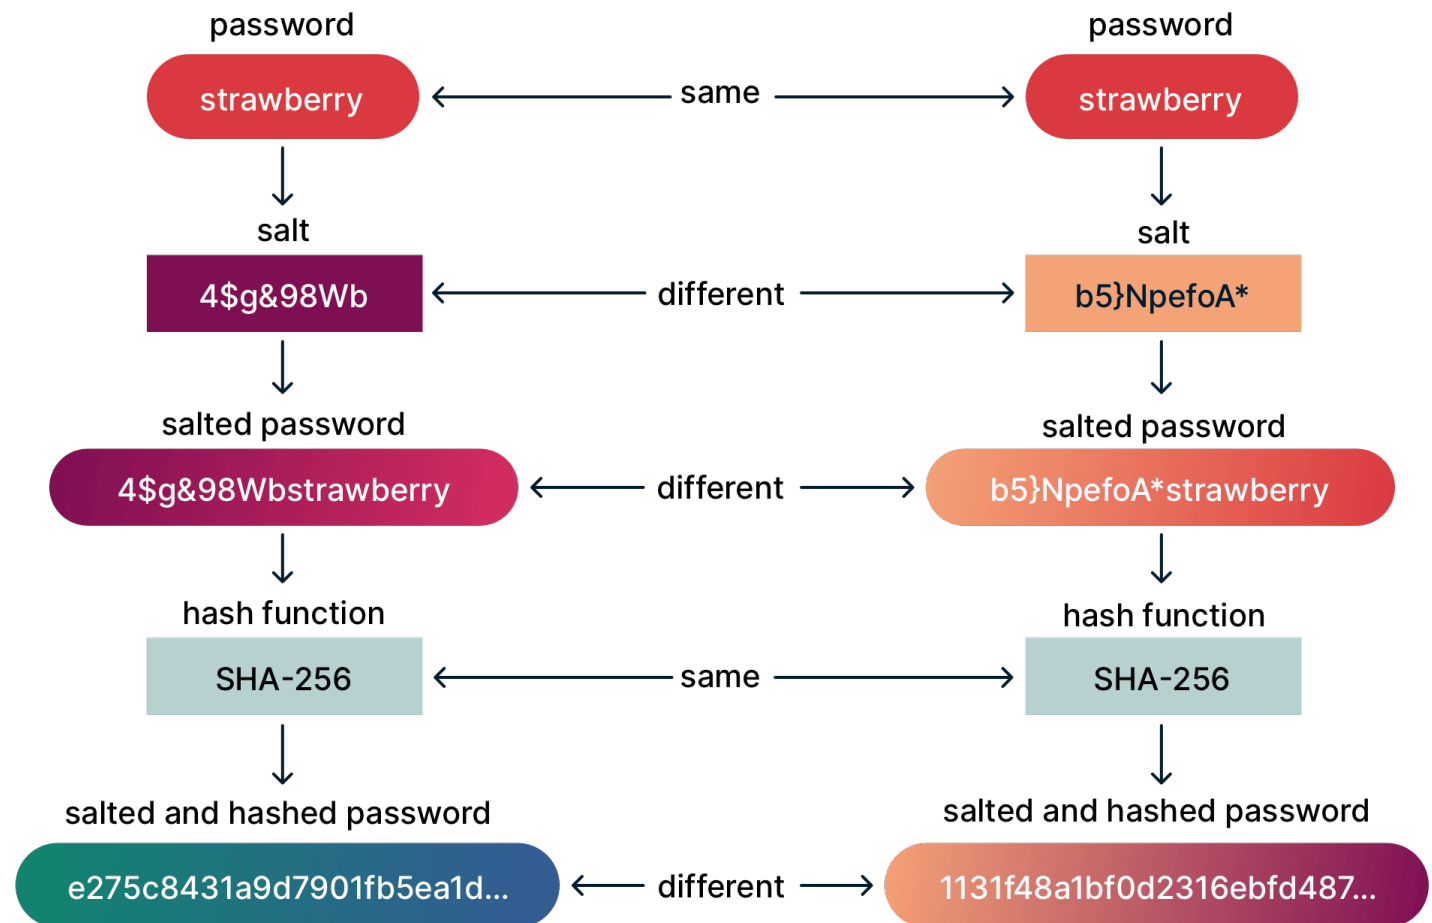 password password
strawberry same strawberry
salt salt
4$g&98Wb different b5}NpefoA*
salted password salted password
4$g&98Wbstrawberry different b5}NpefoA*strawberry
hash function hash function
SHA-256 same SHA-256
salted and hashed password salted and hashed password
e275c8431a9d7901fb5ea1d... different 1131f48a1bf0d2316ebfd487...